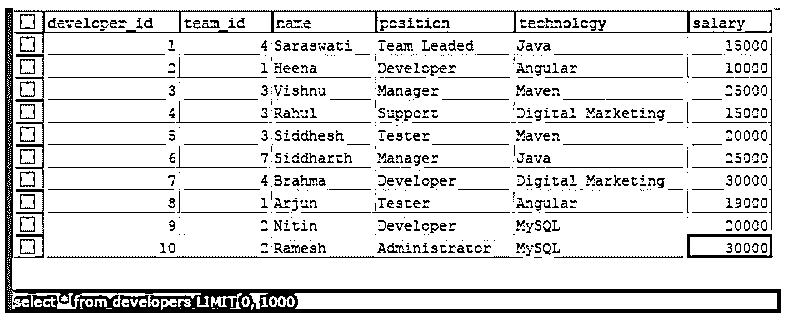 developer_id team_id name position technology salary
1 4 Saraswati Team Leaded Java 15000
2 1 Heena Developer Angular 10000
3 3 Vishnu Manager Maven 25000
4 3 Rahul Support Digital Marketing 15000
5 3 Siddhesh Tester Maven 20000
6 7 Siddharth Manager Java 25000
7 4 Brahma Developer Digital Marketing 30000
8 1 Arjun Tester Angular 19000
9 2 Nitin Developer MySQL 20000
10 2 Ramesh Administrator MySQL 30000
select * from developers LIMIT 0, 1000